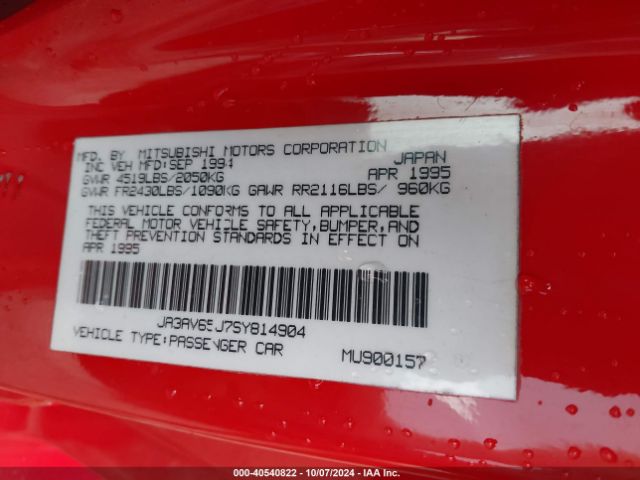 MFD. BY MITSUBISHI MOTORS CORPORATION JAPAN
INC VEH MFD:SEP 1994 APR 1995
GVWR 4519LBS/2050KG
GVWR FR2430LBS/1090KG GAWR RR2116LBS/ 960KG
THIS VEHICLE CONFORMS TO ALL APPLICABLE
FEDERAL MOTOR VEHICLE SAFETY,BUMPER,AND
THEFT PREVENTION STANDARDS IN EFFECT ON
APR 1995
JA3AV65J7SY814904
VEHICLE TYPE:PASSENGER CAR MU900157
000-40540822 - 10/07/2024 - IAA Inc.